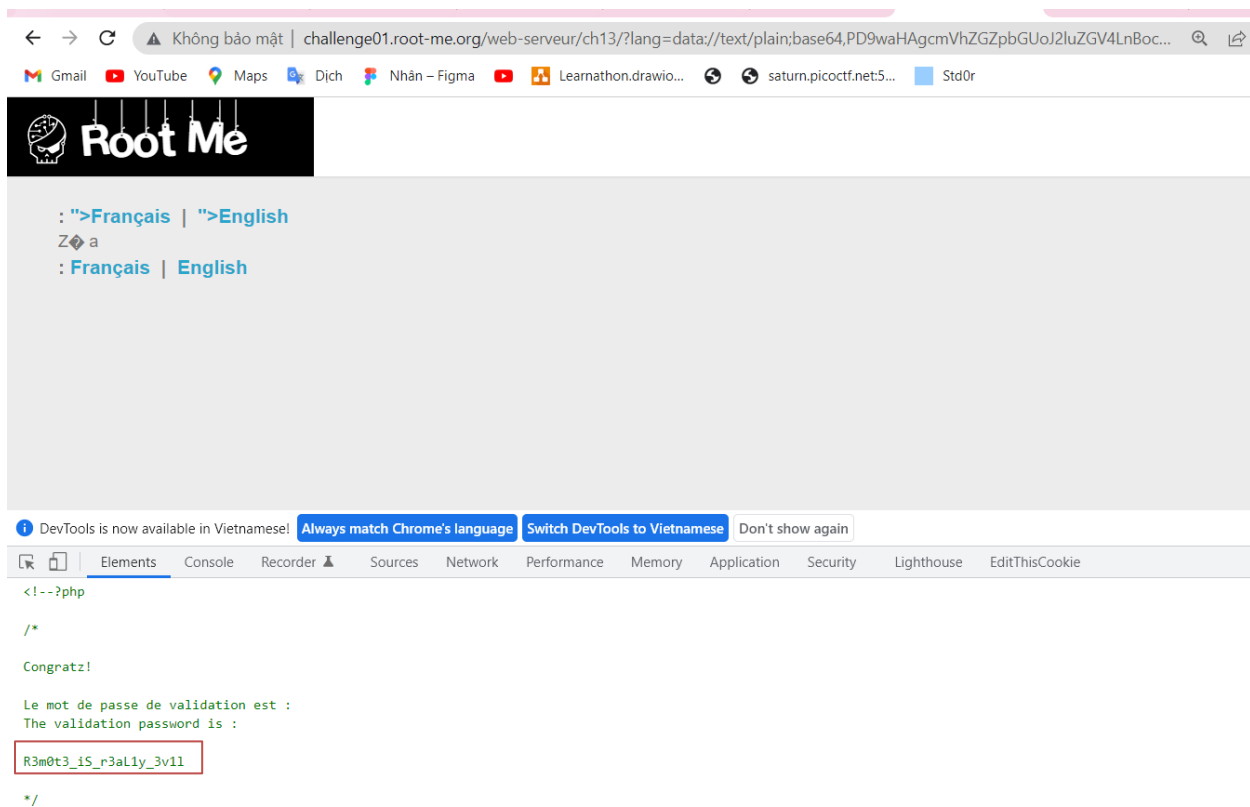 Không bảo mật | challenge01.root-me.org/web-serveur/ch13/?lang=data://text/plain;base64,PD9waHAgcmVhZGZpbGUoJ2luZGV4LnBoc...
Gmail YouTube Maps Dịch Nhân – Figma Learnathon.drawio... saturn.picoctf.net:5... Std0r
Root Me
: ">Français | ">English
Z� a
: Français | English
DevTools is now available in Vietnamese! Always match Chrome's language Switch DevTools to Vietnamese Don't show again
Elements Console Recorder Sources Network Performance Memory Application Security Lighthouse EditThisCookie
<!--?php
/*
Congratz!
Le mot de passe de validation est :
The validation password is :
R3m0t3_iS_r3aL1y_3v1l
*/